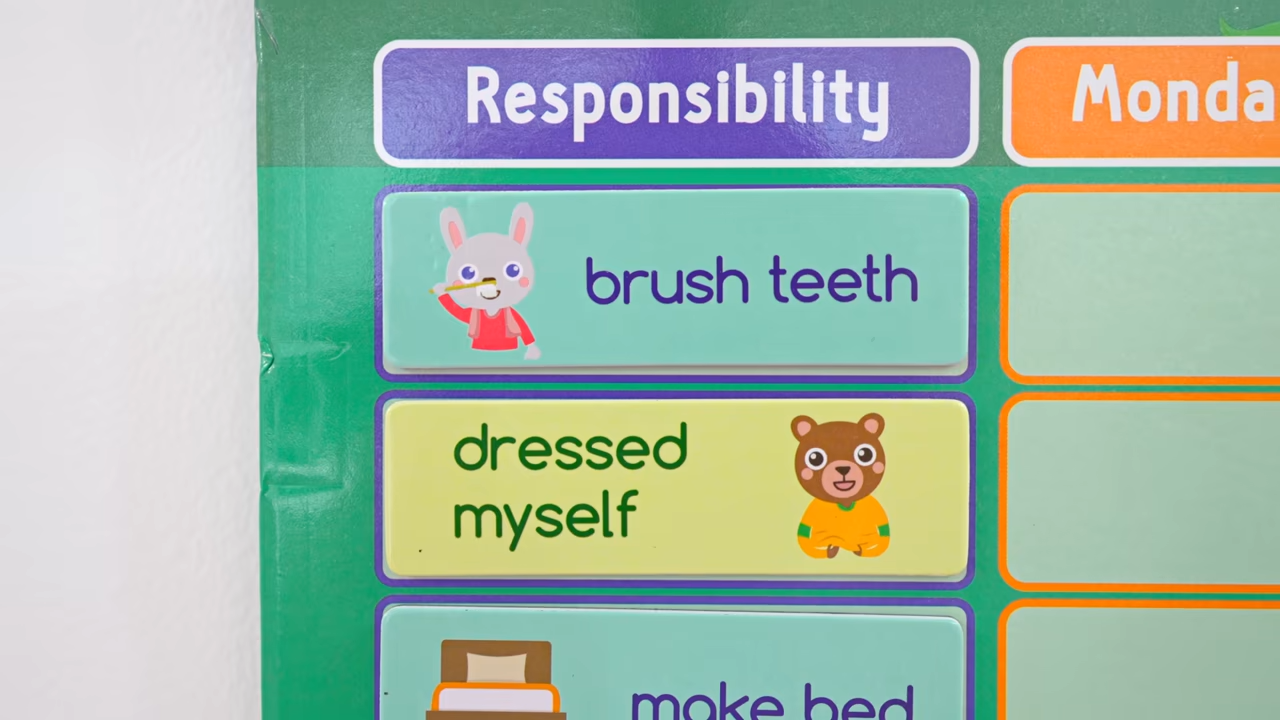 Responsibility
Monda
brush teeth
dressed
myself
make bed